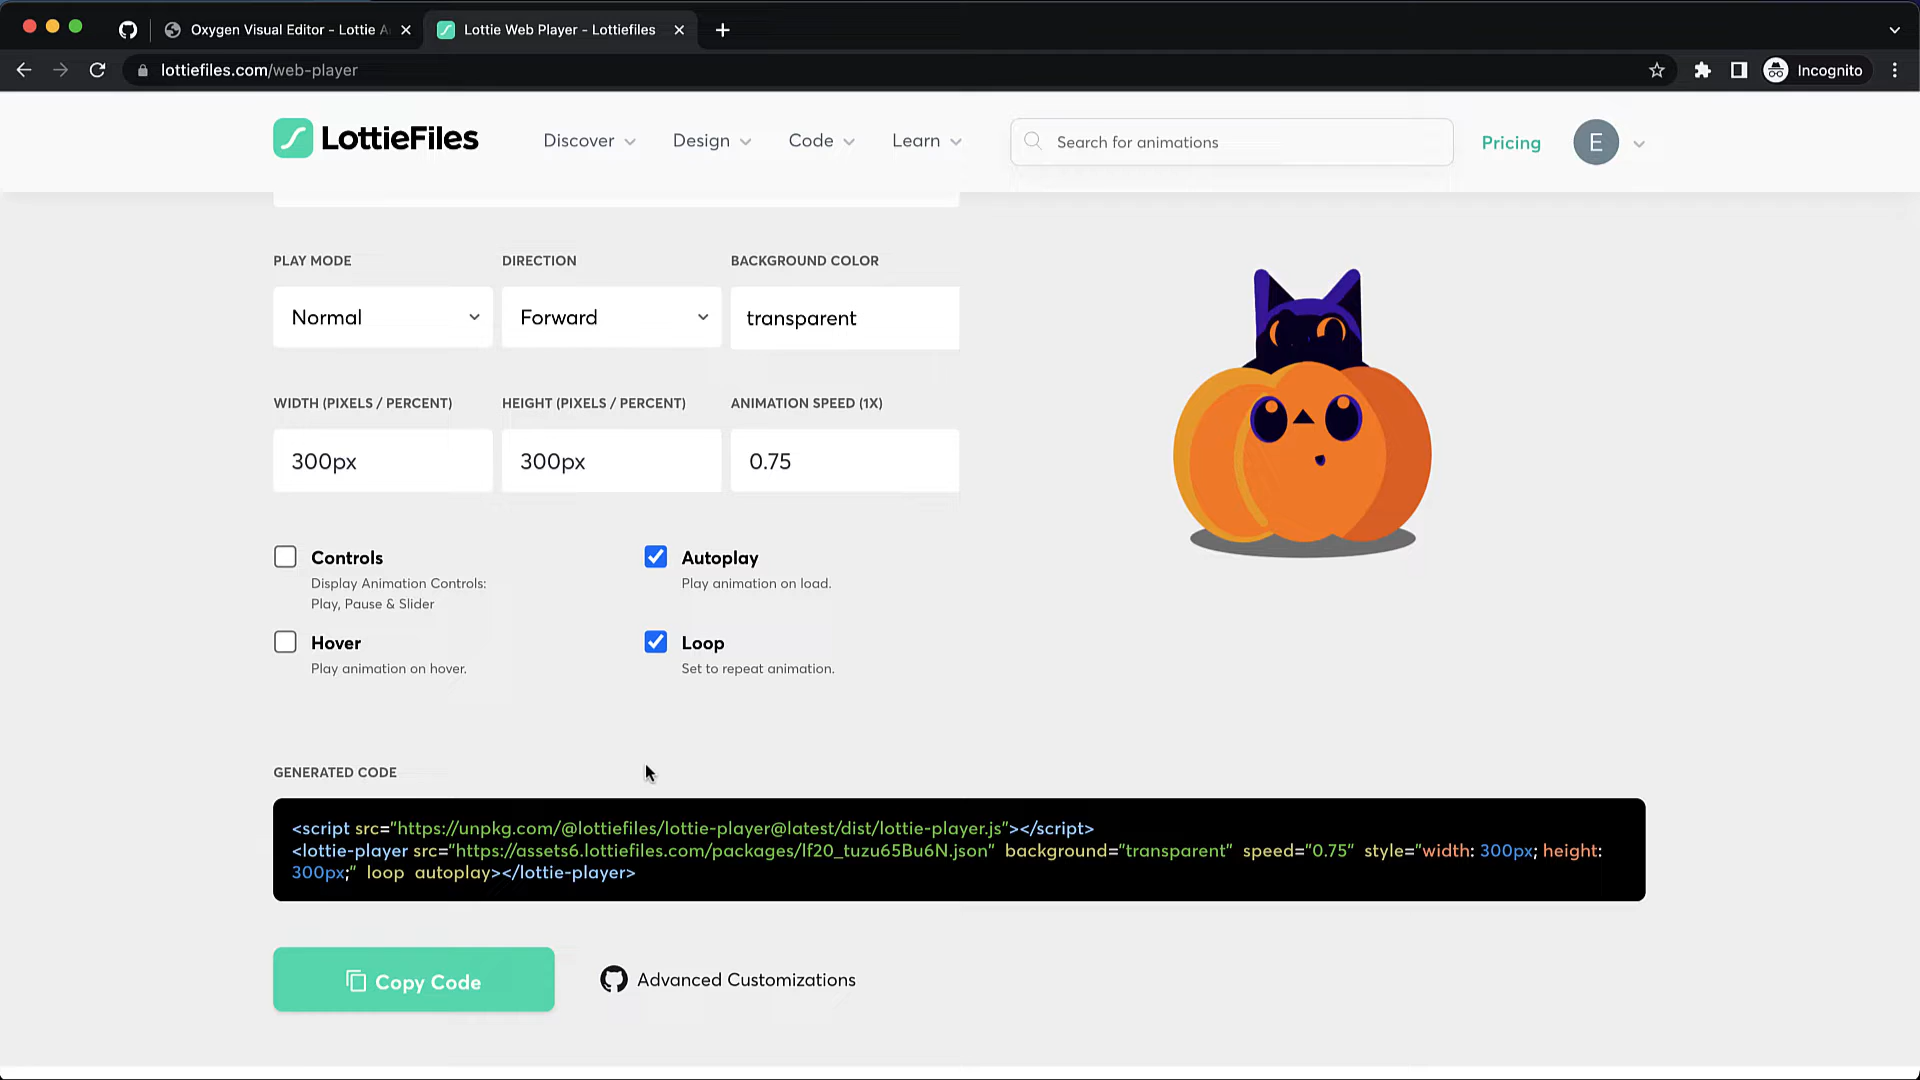 Oxygen Visual Editor - Lottie A
Lottie Web Player - Lottiefiles
lottiefiles.com/web-player
Incognito
LottieFiles
Discover
Design
Code
Learn
Search for animations
Pricing
E
PLAY MODE
DIRECTION
BACKGROUND COLOR
Normal
Forward
transparent
WIDTH (PIXELS / PERCENT)
HEIGHT (PIXELS / PERCENT)
ANIMATION SPEED (1X)
300px
300px
0.75
Controls
Display Animation Controls:
Play, Pause & Slider
Autoplay
Play animation on load.
Hover
Play animation on hover.
Loop
Set to repeat animation.
GENERATED CODE
<script src="https://unpkg.com/@lottiefiles/lottie-player@latest/dist/lottie-player.js"></script>
<lottie-player src="https://assets6.lottiefiles.com/packages/lf20_tuzu65Bu6N.json" background="transparent" speed="0.75" style="width: 300px; height:
300px;" loop autoplay></lottie-player>
Copy Code
Advanced Customizations